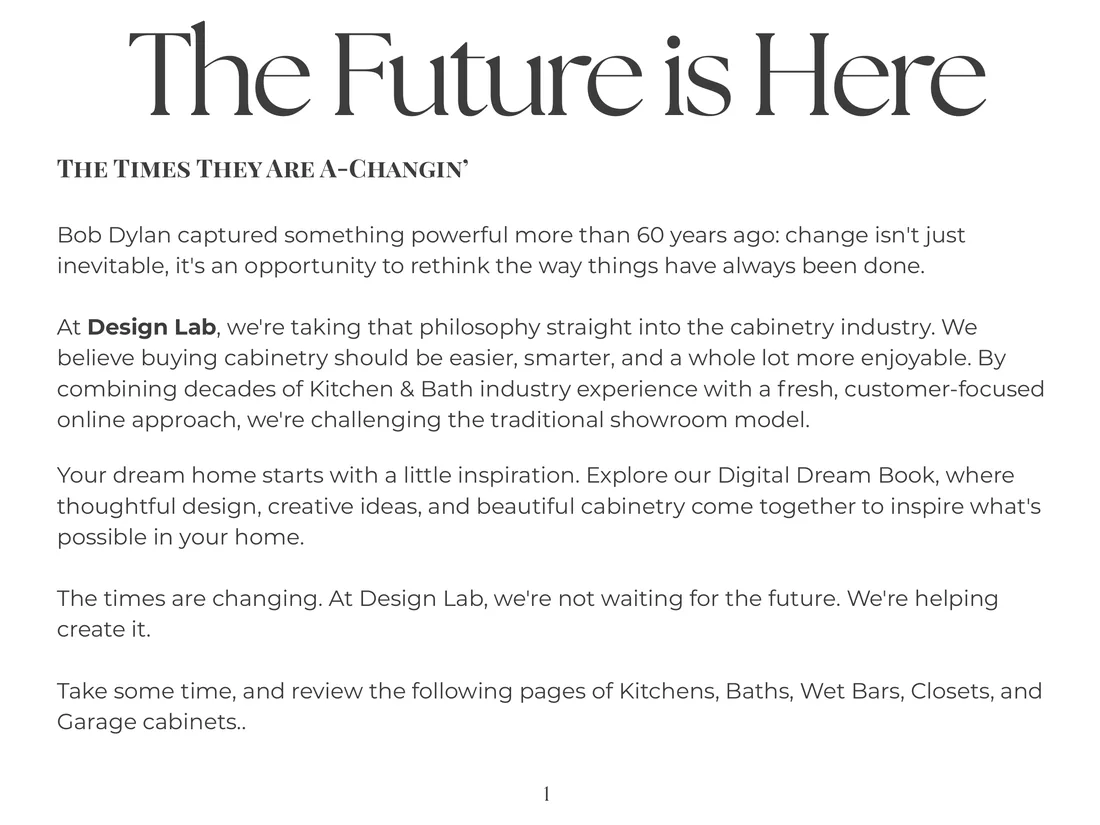 The Future is Here
The Times They Are A-Changin’
Bob Dylan captured something powerful more than 60 years ago: change isn't just
inevitable, it's an opportunity to rethink the way things have always been done.
At Design Lab, we're taking that philosophy straight into the cabinetry industry. We
believe buying cabinetry should be easier, smarter, and a whole lot more enjoyable. By
combining decades of Kitchen & Bath industry experience with a fresh, customer-focused
online approach, we're challenging the traditional showroom model.
Your dream home starts with a little inspiration. Explore our Digital Dream Book, where
thoughtful design, creative ideas, and beautiful cabinetry come together to inspire what's
possible in your home.
The times are changing. At Design Lab, we're not waiting for the future. We're helping
create it.
Take some time, and review the following pages of Kitchens, Baths, Wet Bars, Closets, and
Garage cabinets..
1